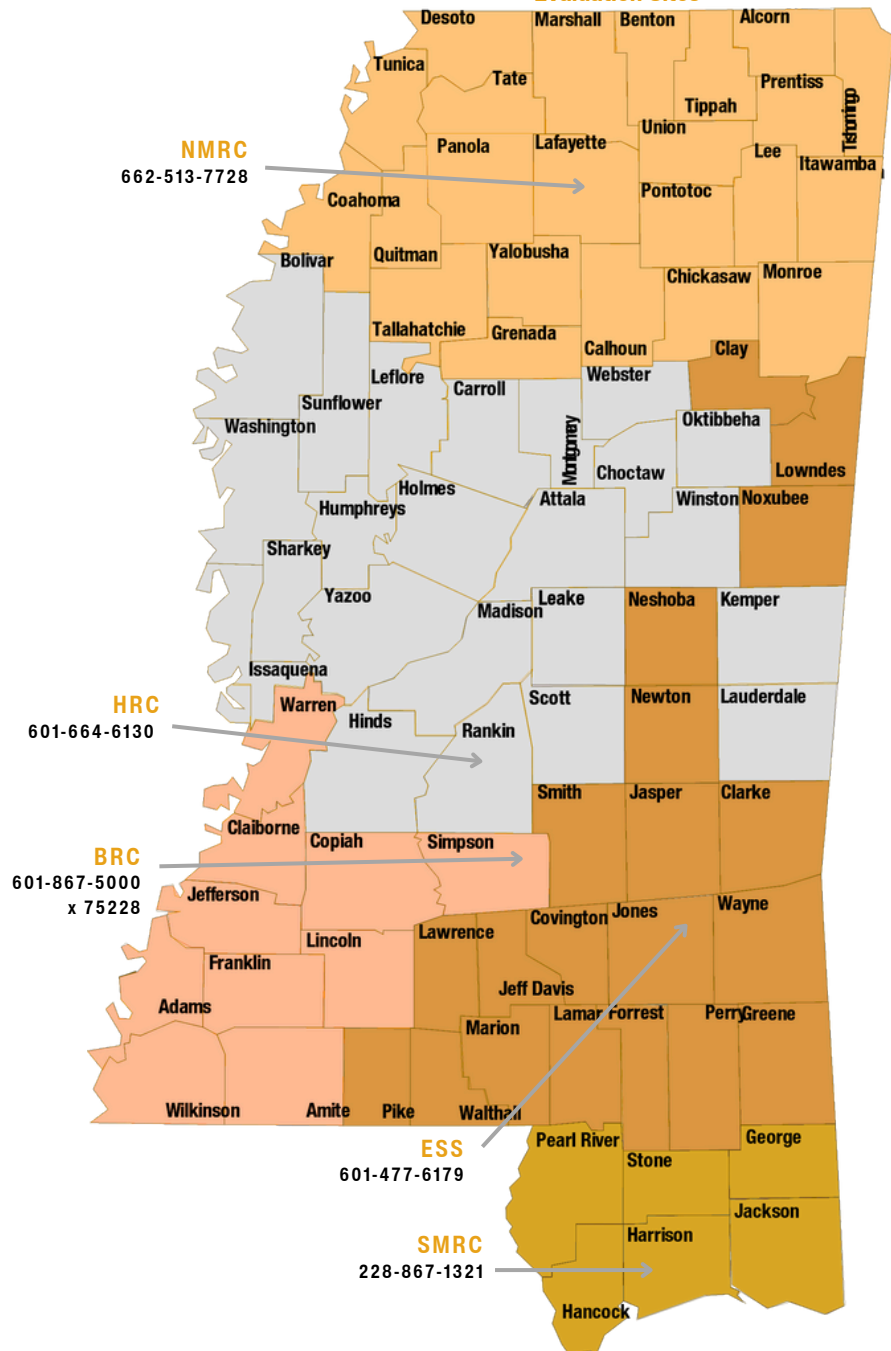 Desoto
Marshall
Benton
Alcorn
Tunica
Tate
Prentiss
Tippah
Tishomingo
Union
Panola
Lafayette
Lee
NMRC
662-513-7728
Itawamba
Pontotoc
Coahoma
Quitman
Yalobusha
Bolivar
Chickasaw
Monroe
Tallahatchie
Grenada
Calhoun
Clay
Leflore
Carroll
Webster
Sunflower
Washington
Oktibbeha
Montgomery
Choctaw
Lowndes
Holmes
Humphreys
Attala
Winston
Noxubee
Sharkey
Yazoo
Madison
Leake
Neshoba
Kemper
Issaquena
Warren
Scott
Newton
Lauderdale
HRC
601-664-6130
Hinds
Rankin
Smith
Jasper
Clarke
Claiborne
Copiah
Simpson
BRC
601-867-5000
x 75228
Jefferson
Lawrence
Covington
Jones
Wayne
Lincoln
Franklin
Jeff Davis
Adams
Marion
Lamar
Forrest
Perry
Greene
Wilkinson
Amite
Pike
Walthall
ESS
601-477-6179
Pearl River
George
Stone
Jackson
SMRC
228-867-1321
Harrison
Hancock